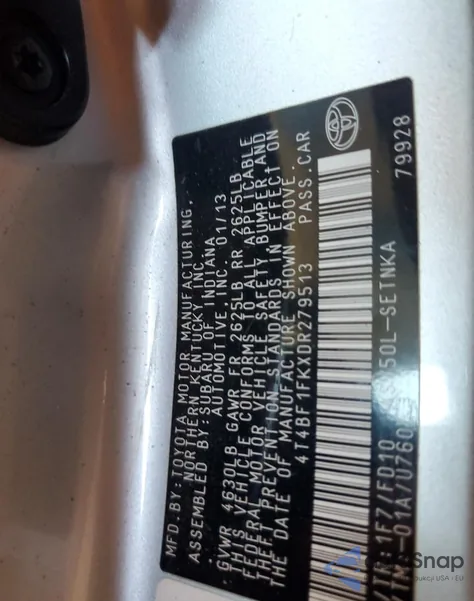 MFD.BY:TOYOTA MOTOR MANUFACTURING,
NORTHERN KENTUCKY, INC.
ASSEMBLED BY:SUBARU OF INDIANA
AUTOMOTIVE, INC. 01/13
GVWR 4630LB GAWR FR 2625LB RR 2625LB
THIS VEHICLE CONFORMS TO ALL APPLICABLE
FEDERAL MOTOR VEHICLE SAFETY, BUMPER, AND
THEFT PREVENTION STANDARDS IN EFFECT ON
THE DATE OF MANUFACTURE SHOWN ABOVE.
4T4BF1FKXDR279513 PASS.CAR
:1F7/FD10 50L-SETNKA
79928